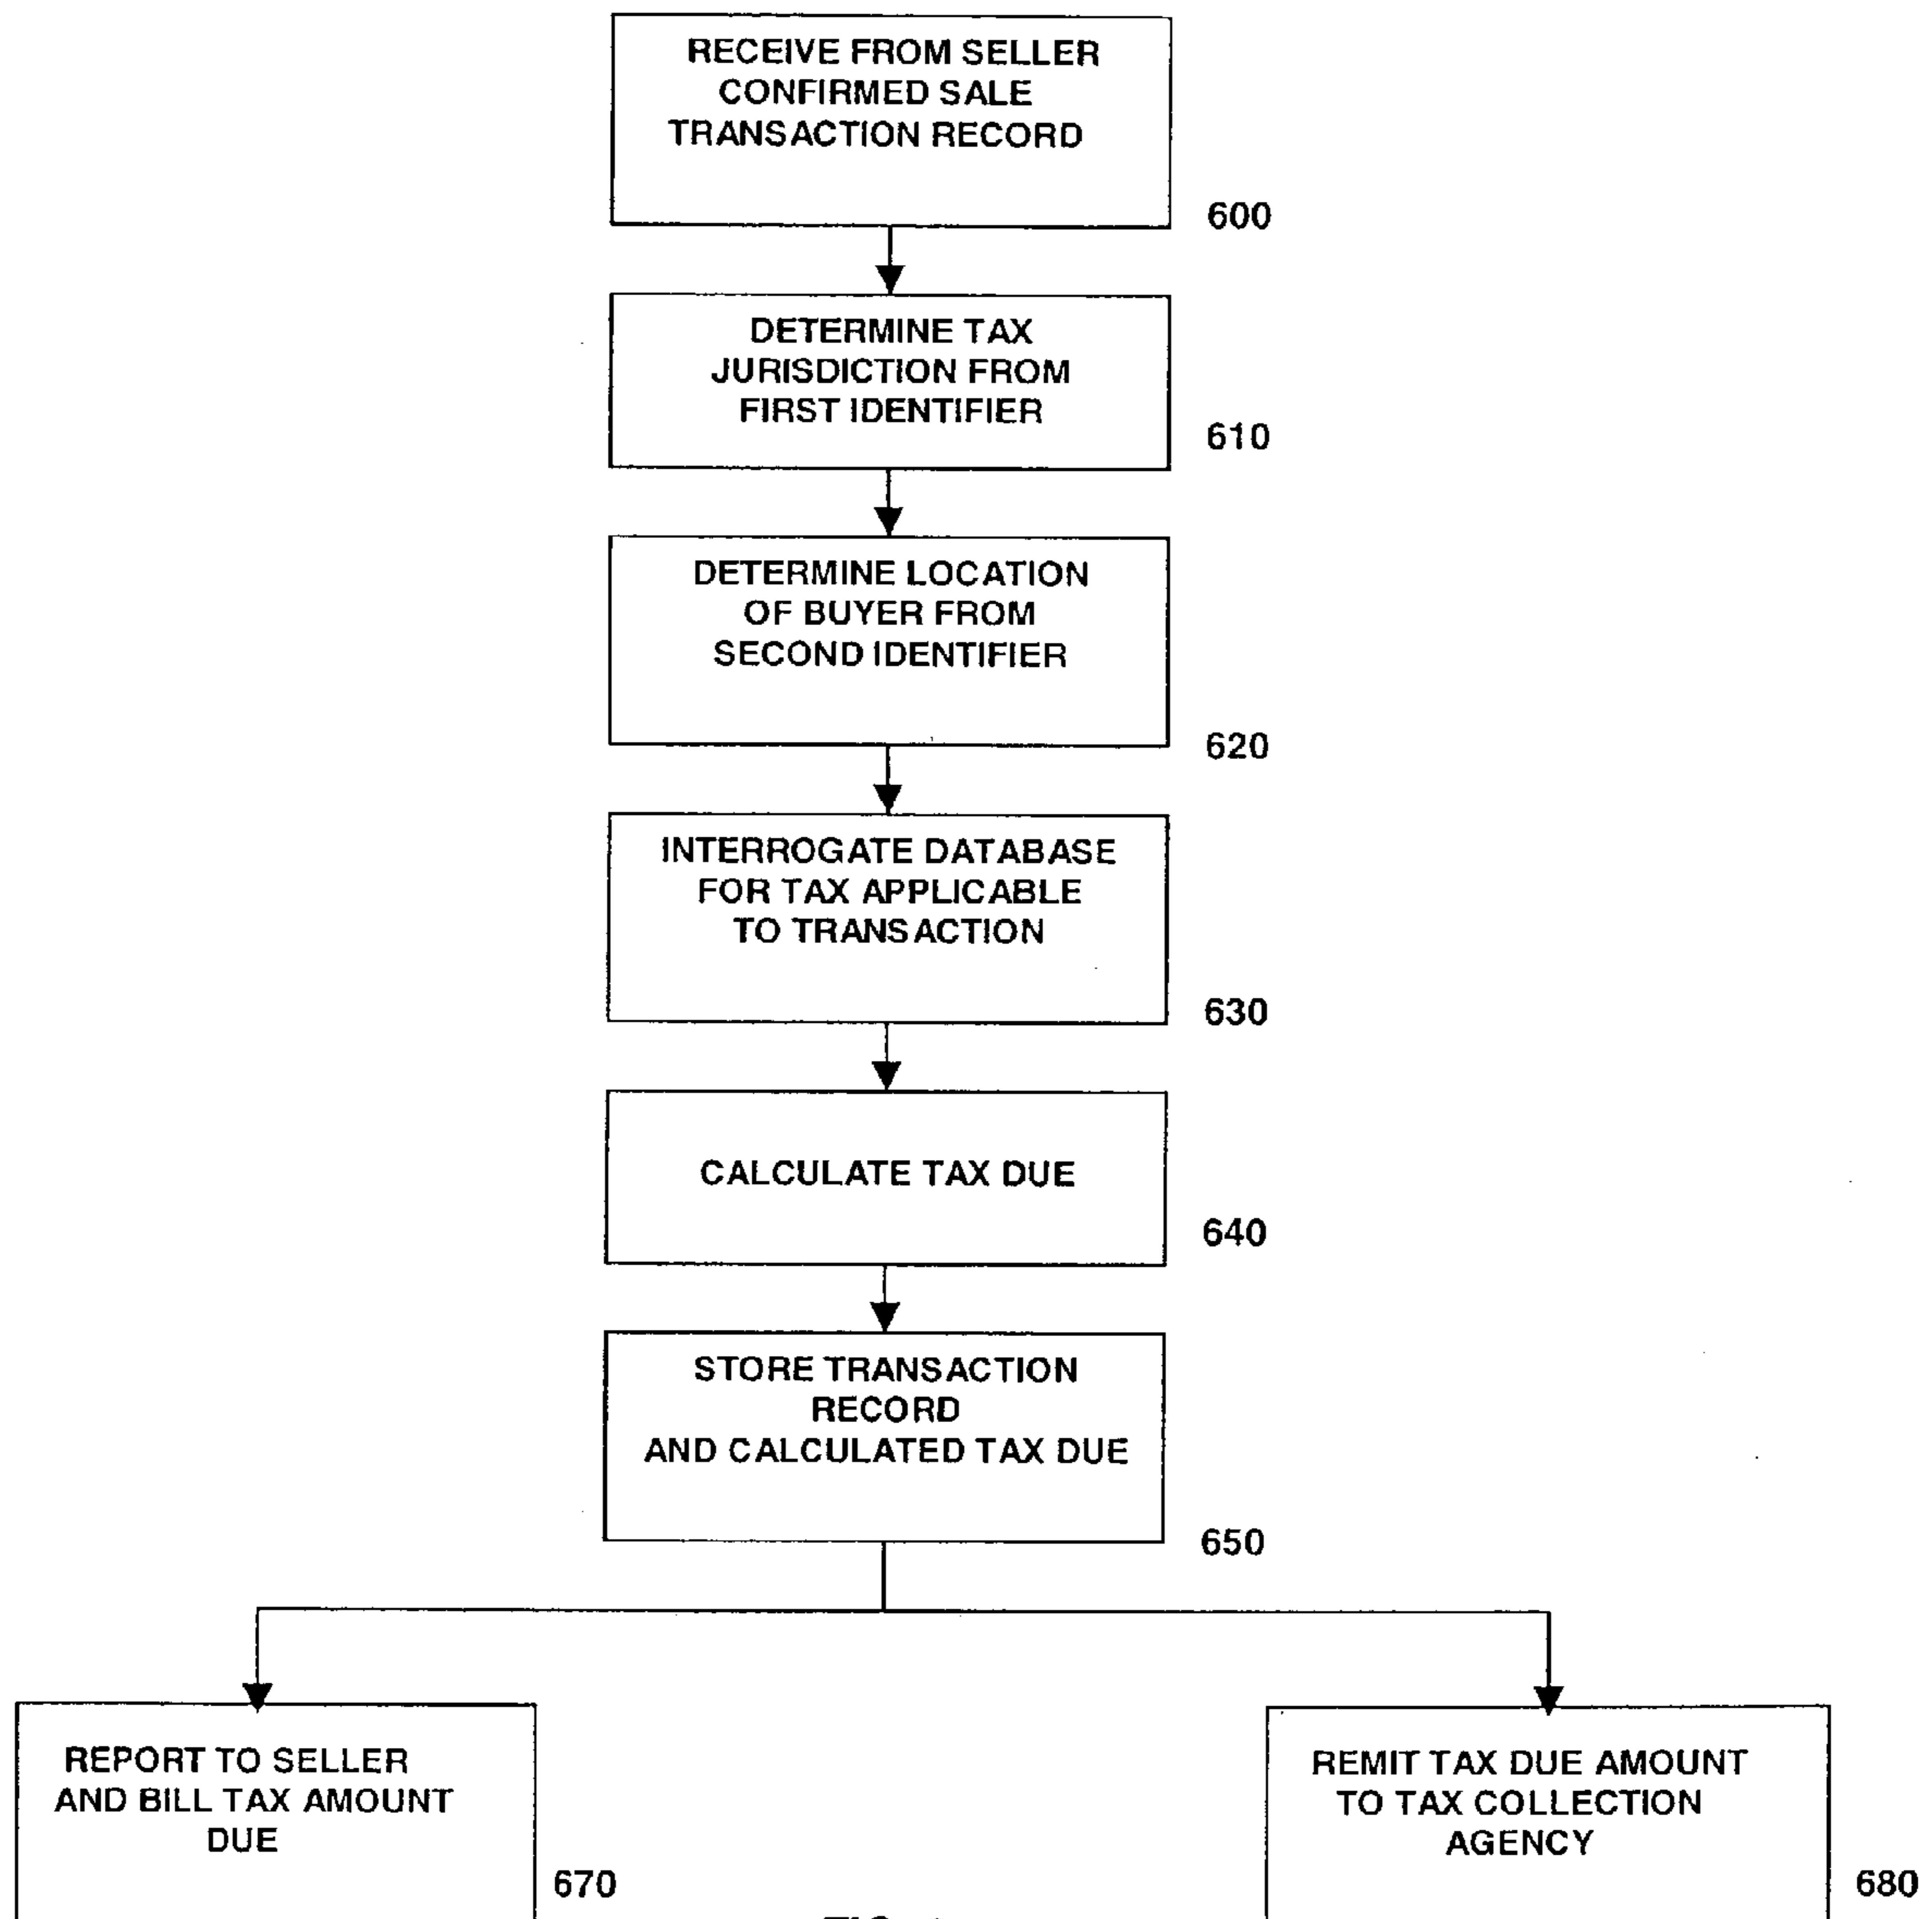 RECEIVE FROM SELLER
CONFIRMED SALE
TRANSACTION RECORD
600
DETERMINE TAX
JURISDICTION FROM
FIRST IDENTIFIER
610
DETERMINE LOCATION
OF BUYER FROM
SECOND IDENTIFIER
620
INTERROGATE DATABASE
FOR TAX APPLICABLE
TO TRANSACTION
630
CALCULATE TAX DUE
640
STORE TRANSACTION
RECORD
AND CALCULATED TAX DUE
650
REPORT TO SELLER
AND BILL TAX AMOUNT
DUE
670
REMIT TAX DUE AMOUNT
TO TAX COLLECTION
AGENCY
680